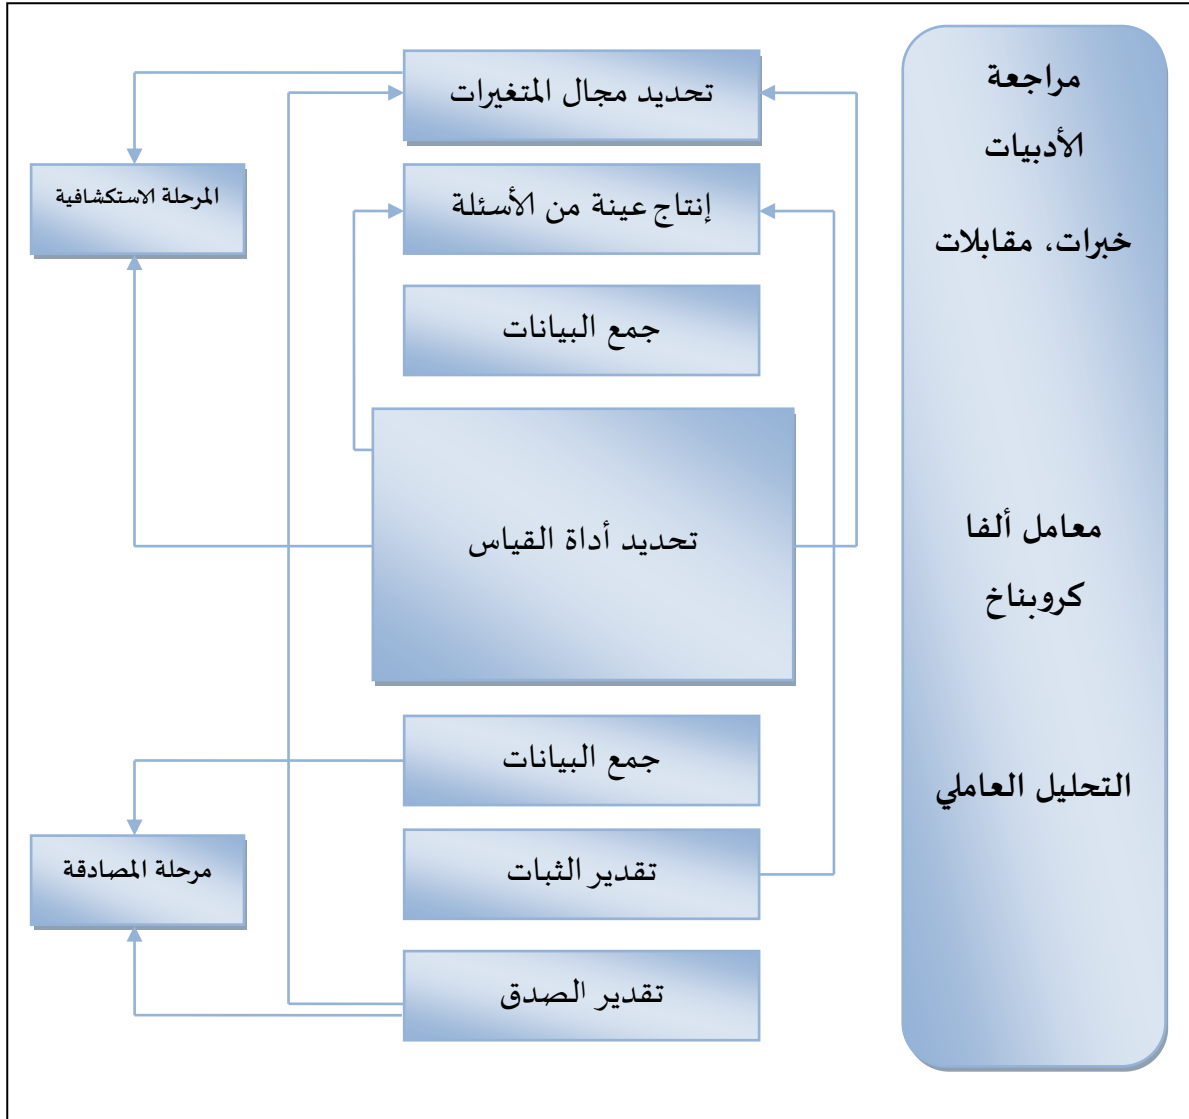 مراجعة
الأدبيات
خبرات، مقابلات
معامل ألفا
كروبناخ
التحليل العاملي
تحديد مجال المتغيرات
إنتاج عينة من الأسئلة
جمع البيانات
تحديد أداة القياس
جمع البيانات
تقدير الثبات
تقدير الصدق
المرحلة الاستكشافية
مرحلة المصادقة